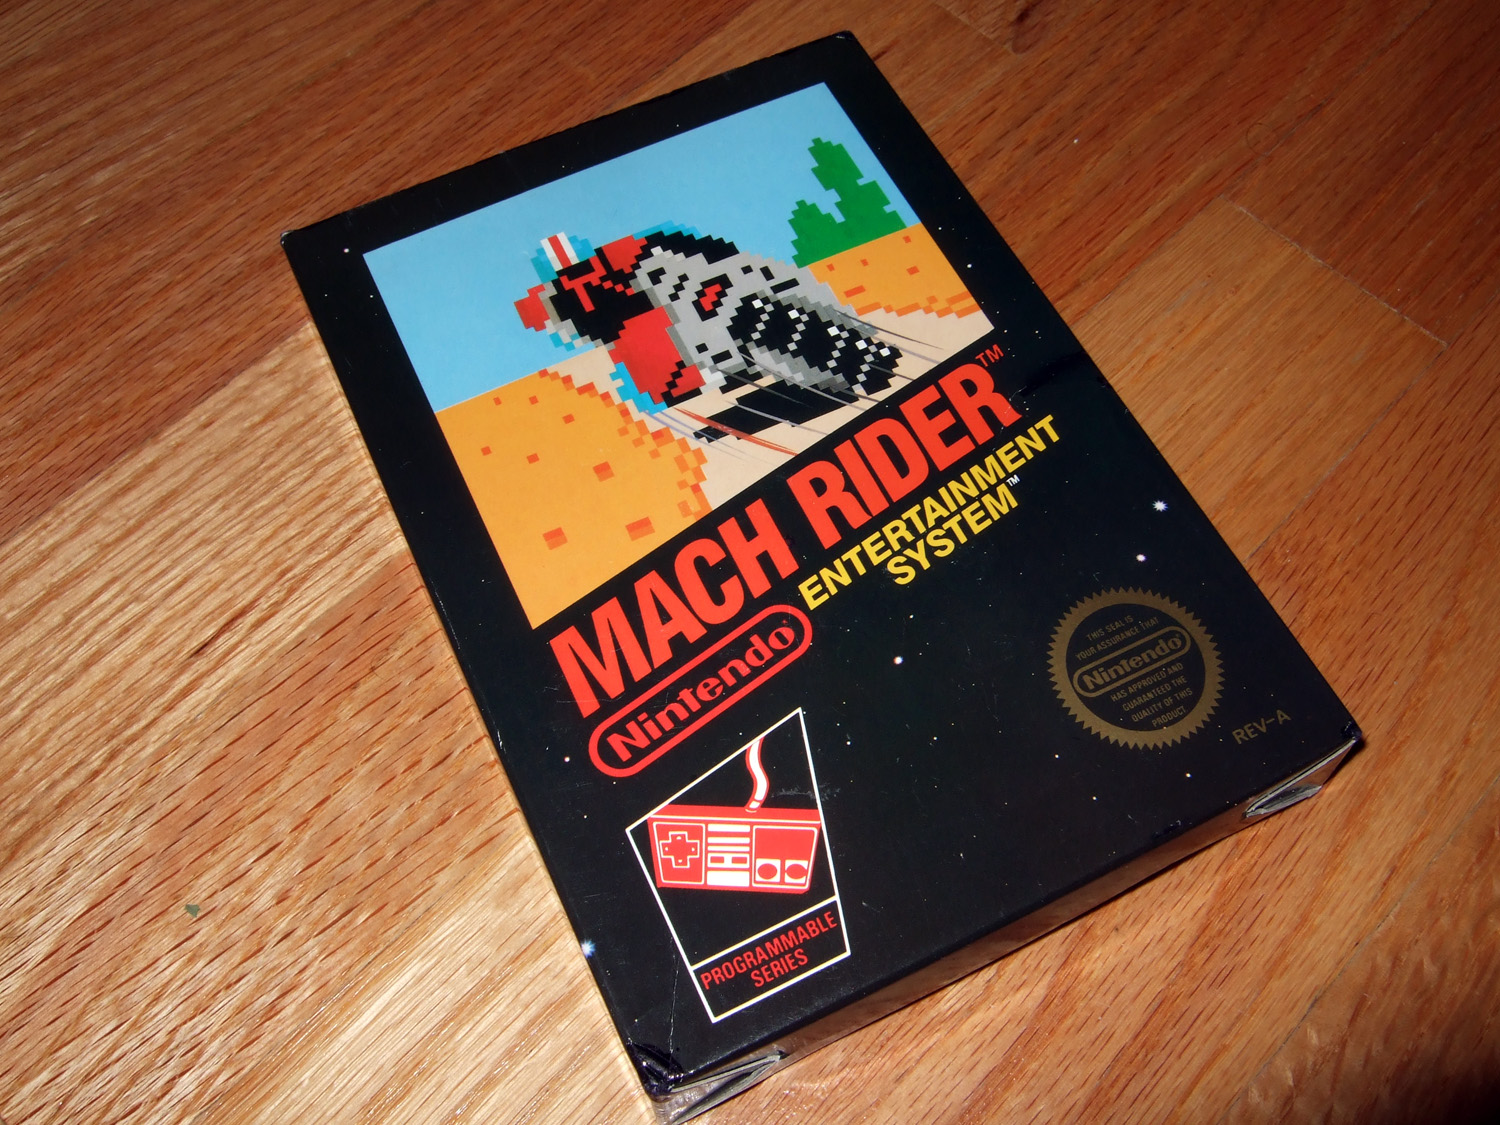 MACH RIDER™
Nintendo®
ENTERTAINMENT
SYSTEM™
THIS SEAL IS
YOUR ASSURANCE THAT
Nintendo®
HAS APPROVED AND
GUARANTEED THE
QUALITY OF THIS
PRODUCT
REV-A
PROGRAMMABLE
SERIES